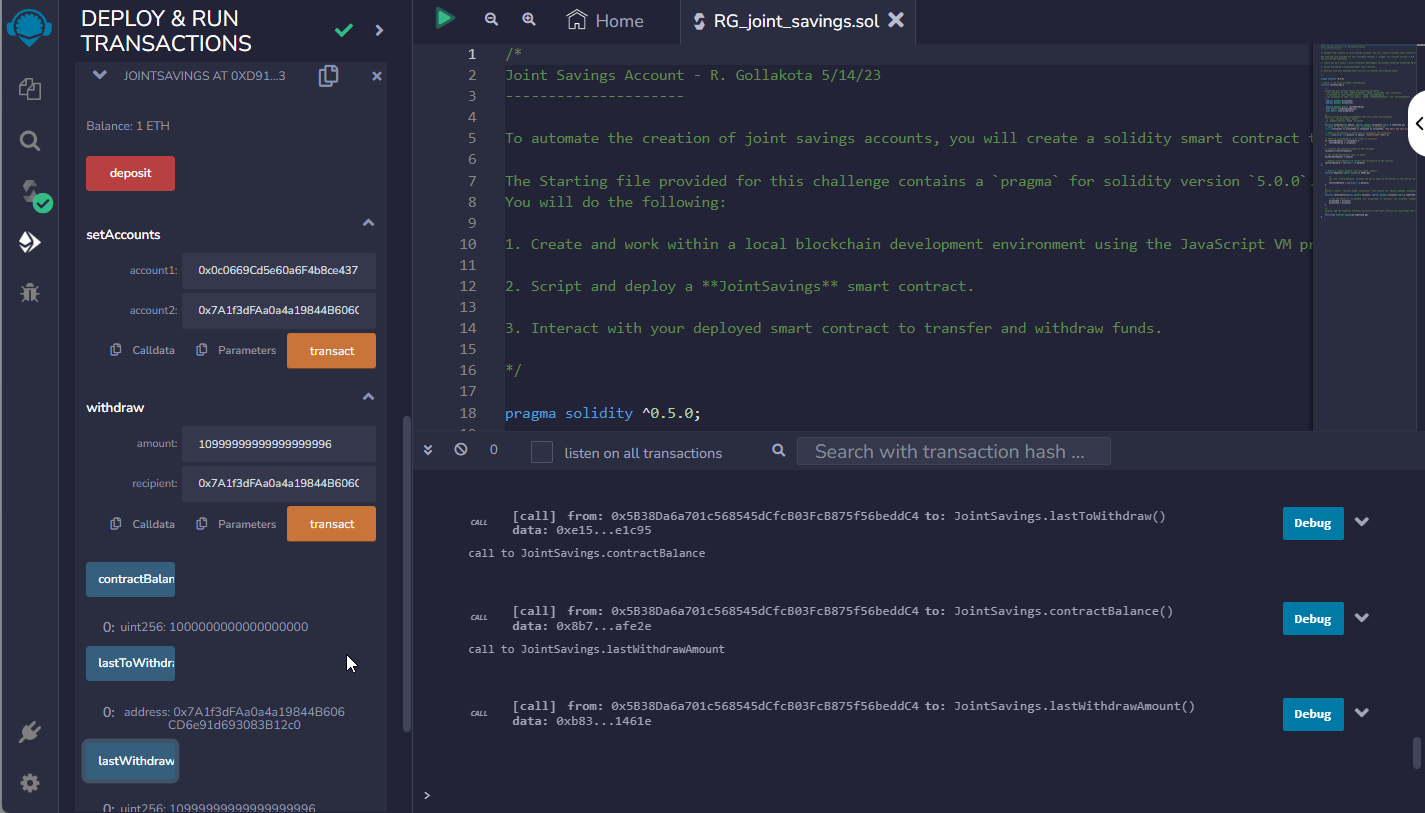 DEPLOY & RUN
TRANSACTIONS
JOINTSAVINGS AT 0XD91...3
Balance: 1 ETH
deposit
setAccounts
account1: 0x0c0669Cd5e60a6F4b8ce437
account2: 0x7A1f3dFAa0a4a19844B606C
Calldata Parameters transact
withdraw
amount: 10999999999999999996
recipient: 0x7A1f3dFAa0a4a19844B606C
Calldata Parameters transact
contractBalan
0: uint256: 1000000000000000000
lastToWithdra
0: address: 0x7A1f3dFAa0a4a19844B606
CD6e91d693083B12c0
lastWithdraw
0: uint256: 10999999999999999996
Home RG_joint_savings.sol
1 /*
2 Joint Savings Account - R. Gollakota 5/14/23
3 ---------------------
4
5 To automate the creation of joint savings accounts, you will create a solidity smart contract t
6
7 The Starting file provided for this challenge contains a `pragma` for solidity version `5.0.0`.
8 You will do the following:
9
10 1. Create and work within a local blockchain development environment using the JavaScript VM pr
11
12 2. Script and deploy a **JointSavings** smart contract.
13
14 3. Interact with your deployed smart contract to transfer and withdraw funds.
15
16 */
17
18 pragma solidity ^0.5.0;
0 listen on all transactions Search with transaction hash ...
CALL [call] from: 0x5B38Da6a701c568545dCfcB03FcB875f56beddC4 to: JointSavings.lastToWithdraw() Debug
data: 0xe15...e1c95
call to JointSavings.contractBalance
CALL [call] from: 0x5B38Da6a701c568545dCfcB03FcB875f56beddC4 to: JointSavings.contractBalance() Debug
data: 0x8b7...afe2e
call to JointSavings.lastWithdrawAmount
CALL [call] from: 0x5B38Da6a701c568545dCfcB03FcB875f56beddC4 to: JointSavings.lastWithdrawAmount() Debug
data: 0xb83...1461e
>